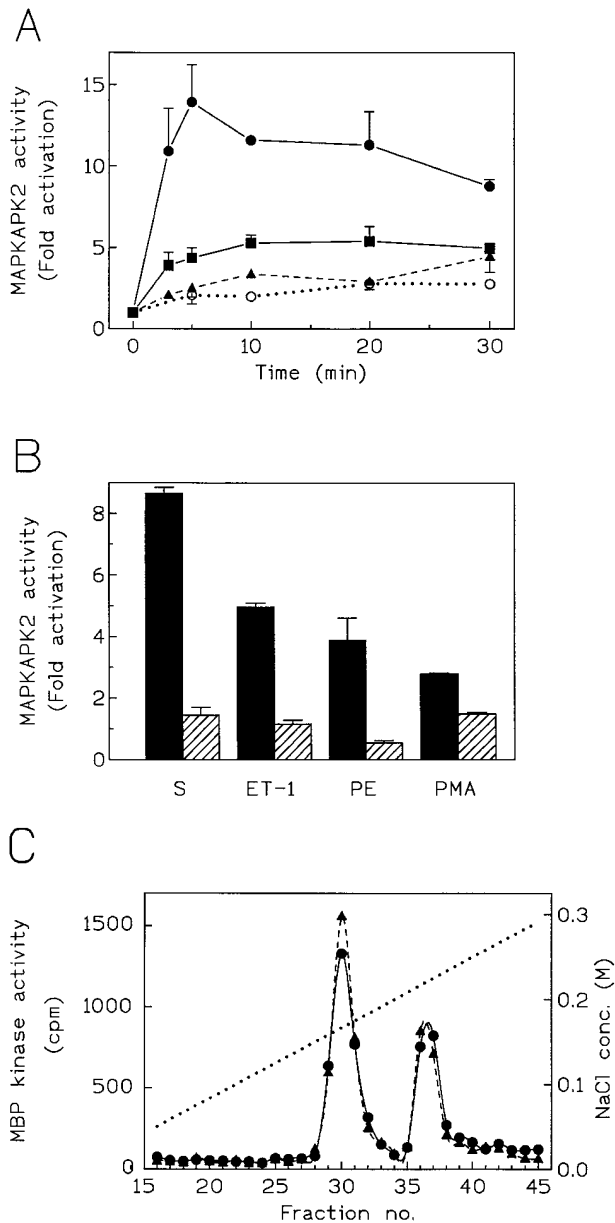 A
MAPKAPK2 activity
(Fold activation)
15
10
5
0
0
10
20
30
Time (min)
B
MAPKAPK2 activity
(Fold activation)
8
6
4
2
0
S
ET-1
PE
PMA
C
MBP kinase activity
(cpm)
1500
1000
500
0
0.3
0.2
0.1
0.0
NaCl conc. (M)
15
20
25
30
35
40
45
Fraction no.